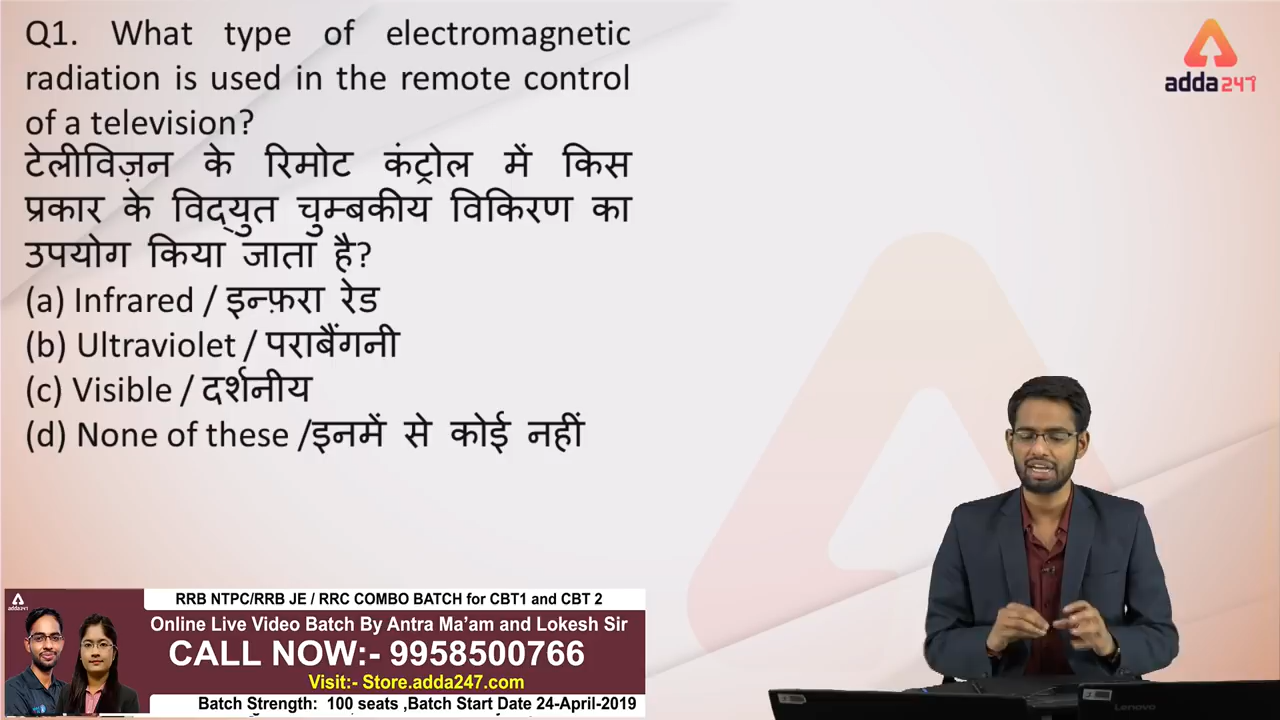 Q1. What type of electromagnetic
radiation is used in the remote control
of a television?
टेलीविज़न के रिमोट कंट्रोल में किस
प्रकार के विद्युत चुम्बकीय विकिरण का
उपयोग किया जाता है?
(a) Infrared / इन्फ़रा रेड
(b) Ultraviolet / पराबैंगनी
(c) Visible / दर्शनीय
(d) None of these /इनमें से कोई नहीं
adda247
adda247
RRB NTPC/RRB JE / RRC COMBO BATCH for CBT1 and CBT 2
Online Live Video Batch By Antra Ma’am and Lokesh Sir
CALL NOW:- 9958500766
Visit:- Store.adda247.com
Batch Strength: 100 seats ,Batch Start Date 24-April-2019
Lenovo